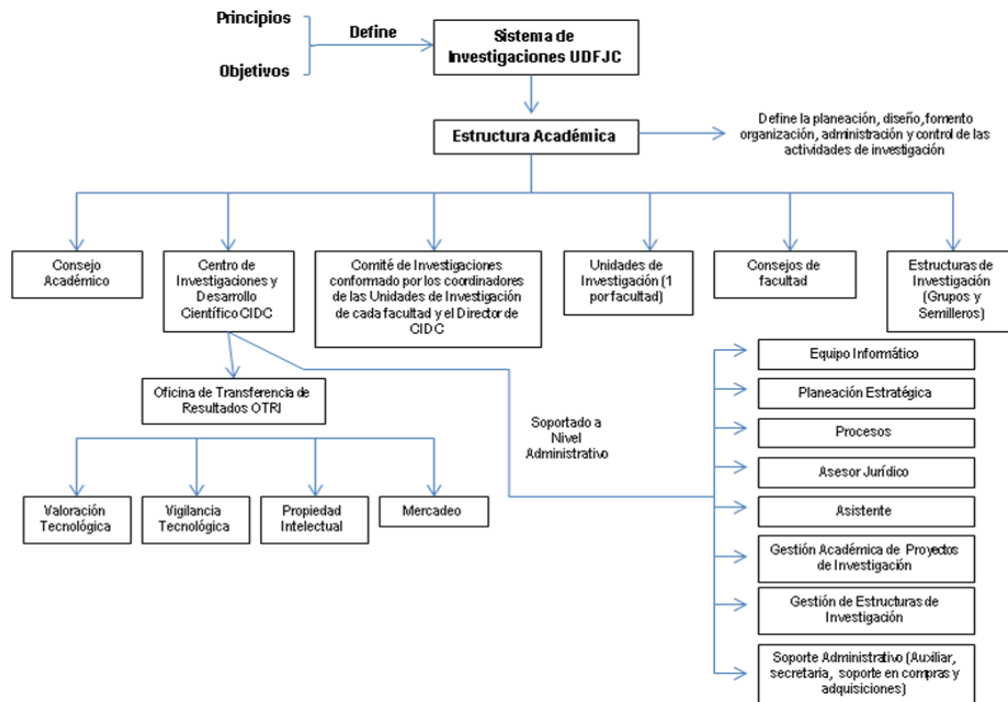 Principios
Define
Objetivos
Sistema de
Investigaciones UDFJC
Estructura Académica
Define la planeación, diseño, fomento
organización, administración y control de las
actividades de investigación
Consejo
Académico
Centro de
Investigaciones y
Desarrollo
Científico CIDC
Comité de Investigaciones
conformado por los coordinadores
de las Unidades de Investigación
de cada facultad y el Director de
CIDC
Unidades de
Investigación (1
por facultad)
Consejos de
facultad
Estructuras de
Investigación
(Grupos y
Semilleros)
Oficina de Transferencia de
Resultados OTRI
Valoración
Tecnológica
Vigilancia
Tecnológica
Propiedad
Intelectual
Mercadeo
Soportado a
Nivel
Administrativo
Equipo Informático
Planeación Estratégica
Procesos
Asesor Jurídico
Asistente
Gestión Académica de Proyectos
de Investigación
Gestión de Estructuras de
Investigación
Soporte Administrativo (Auxiliar,
secretaria, soporte en compras y
adquisiciones)